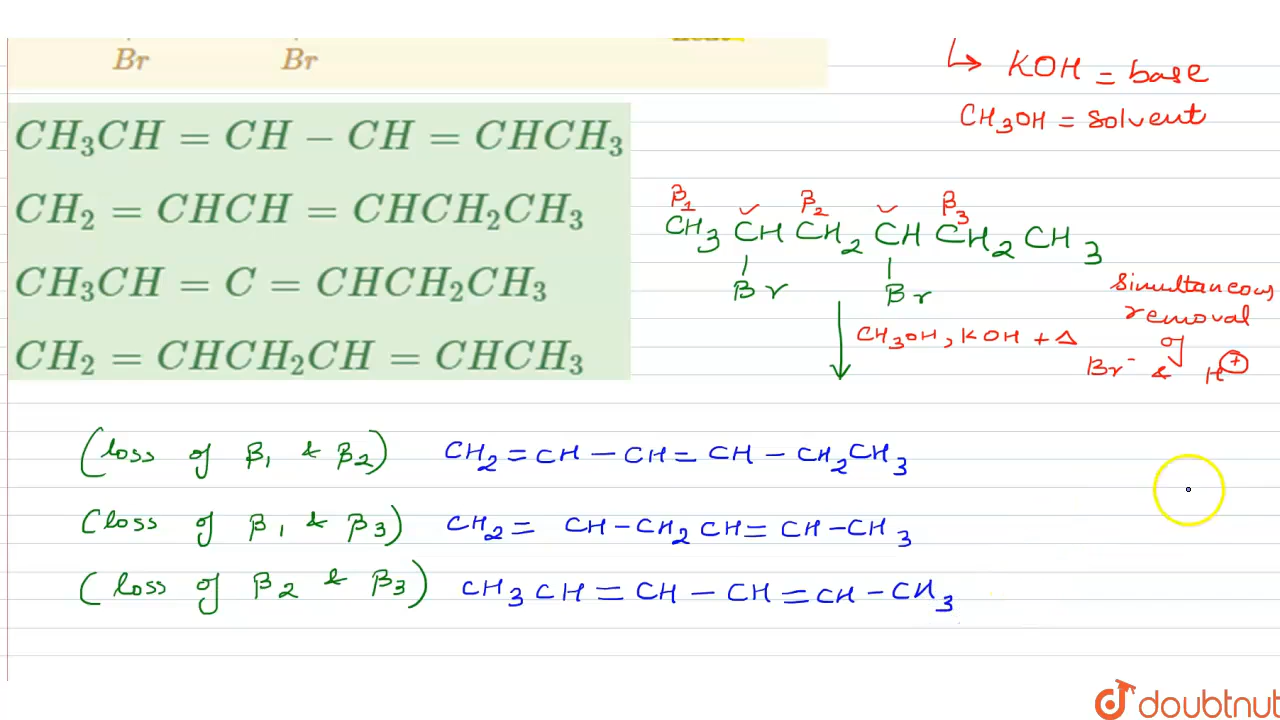 Br Br
↳ KOH = base
CH3OH = solvent
CH₃CH = CH − CH = CHCH₃
CH₂ = CHCH = CHCH₂CH₃
CH₃CH = C = CHCH₂CH₃
CH₂ = CHCH₂CH = CHCH₃
β1 ✓ β2 ✓ β3
CH3 CH CH2 CH CH2 CH3
Br Br
CH3OH, KOH + Δ
simultaneous
removal
of
Br⁻ & H⊕
(loss of β1 & β2) CH2 = CH − CH = CH − CH2CH3
(loss of β1 & β3) CH2 = CH − CH2 CH = CH − CH3
(loss of β2 & β3) CH3 CH = CH − CH = CH − CH3
doubtnut